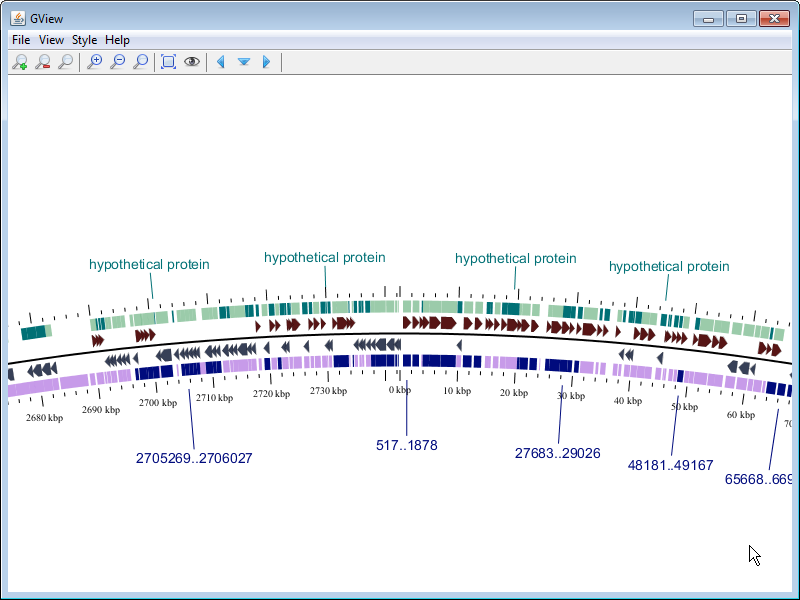 GView
File View Style Help
hypothetical protein
hypothetical protein
hypothetical protein
hypothetical protein
2680 kbp
2690 kbp
2700 kbp
2710 kbp
2720 kbp
2730 kbp
0 kbp
10 kbp
20 kbp
30 kbp
40 kbp
50 kbp
60 kbp
70
2705269..2706027
517..1878
27683..29026
48181..49167
65668..669